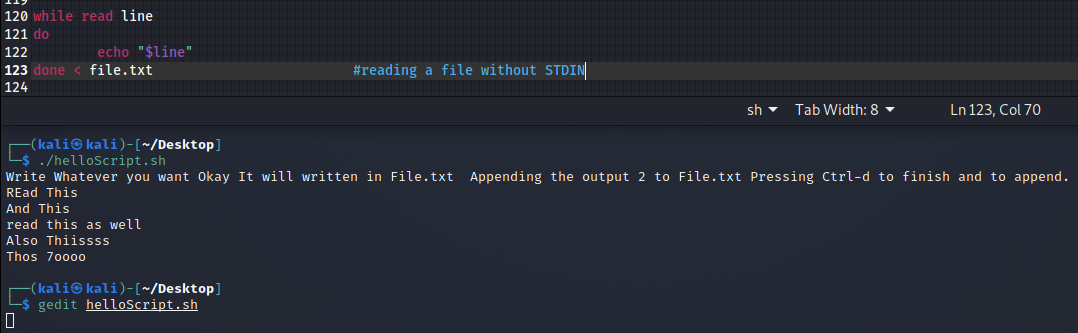 119
120 while read line
121 do
122 echo "$line"
123 done < file.txt #reading a file without STDIN
124
sh Tab Width: 8 Ln 123, Col 70
┌──(kali㉿kali)-[~/Desktop]
└─$ ./helloScript.sh
Write Whatever you want Okay It will written in File.txt  Appending the output 2 to File.txt Pressing Ctrl-d to finish and to append.
REad This
And This
read this as well
Also Thiissss
Thos 7oooo
┌──(kali㉿kali)-[~/Desktop]
└─$ gedit helloScript.sh